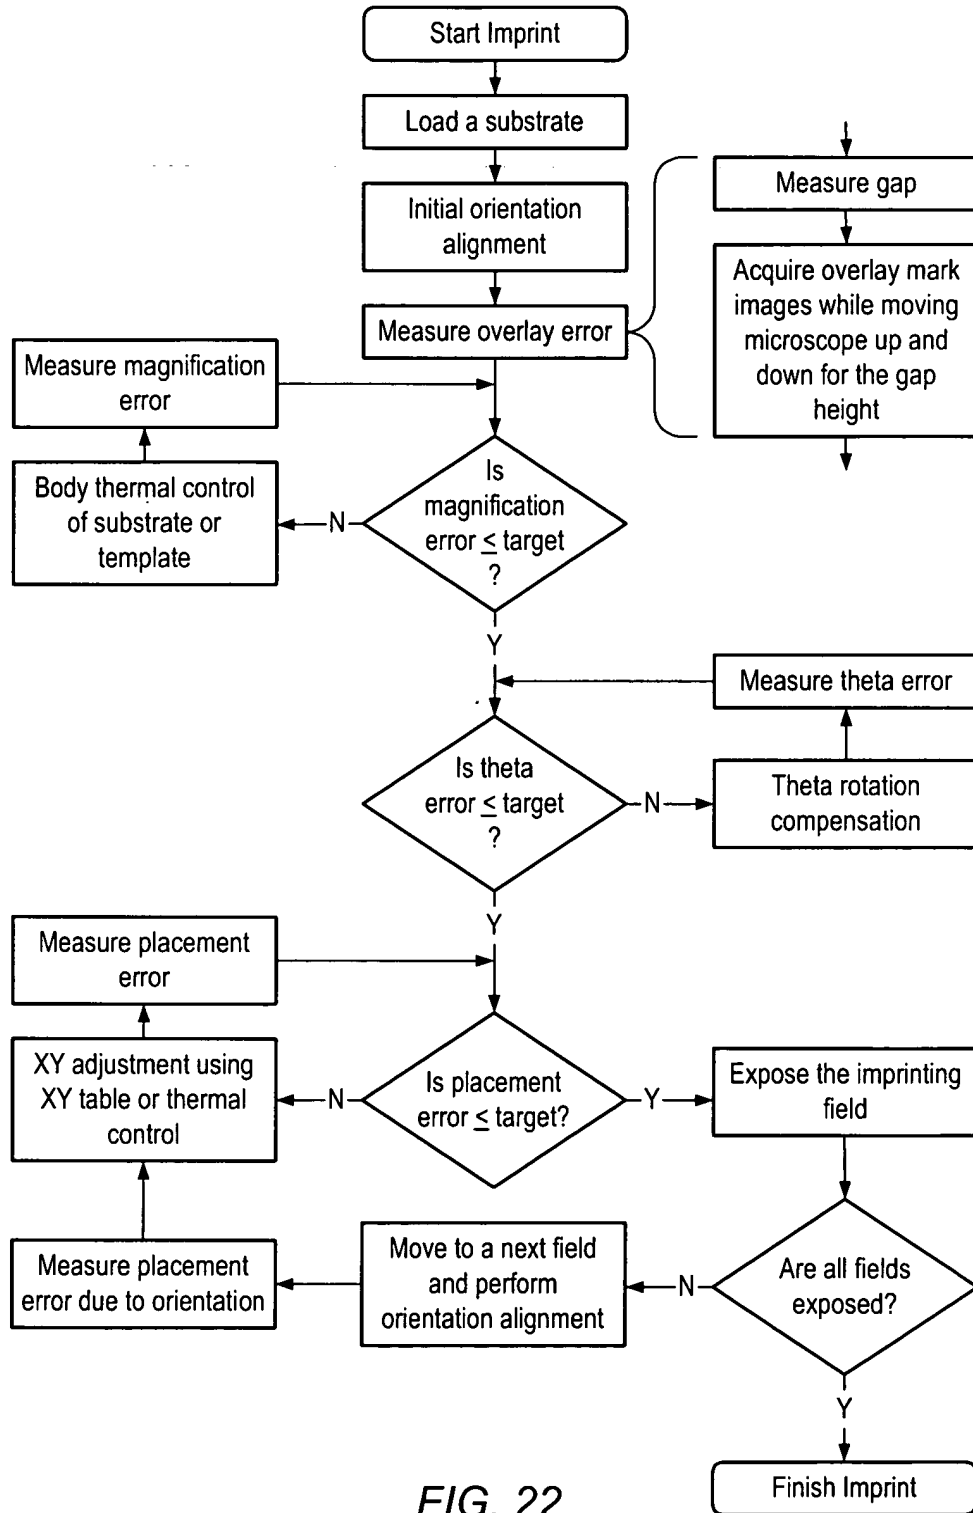 Start Imprint
Load a substrate
Initial orientation
alignment
Measure overlay error
Measure gap
Acquire overlay mark
images while moving
microscope up and
down for the gap
height
Measure magnification
error
Body thermal control
of substrate or
template
N
Is
magnification
error ≤ target
?
Y
Measure theta error
Is theta
error ≤ target
?
N
Theta rotation
compensation
Y
Measure placement
error
XY adjustment using
XY table or thermal
control
N
Is placement
error ≤ target?
Y
Expose the imprinting
field
Measure placement
error due to orientation
Move to a next field
and perform
orientation alignment
N
Are all fields
exposed?
Y
Finish Imprint
FIG. 22